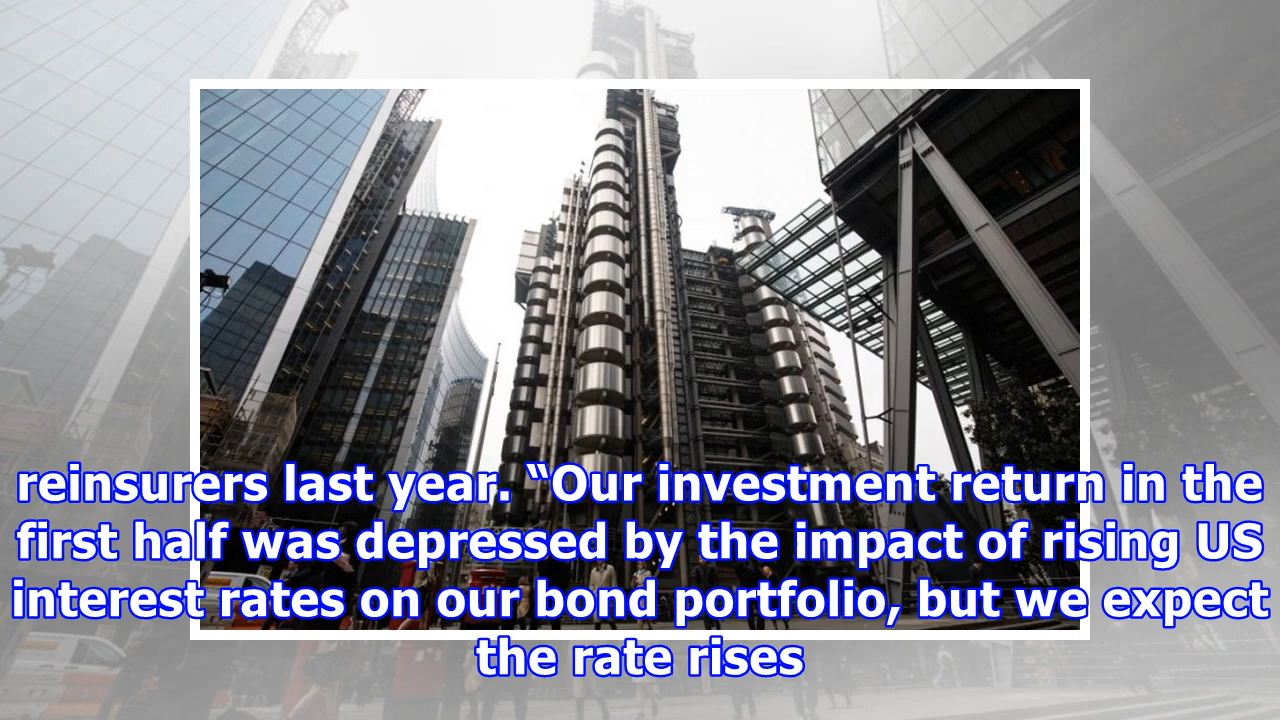 reinsurers last year. “Our investment return in the
first half was depressed by the impact of rising US
interest rates on our bond portfolio, but we expect
the rate rises